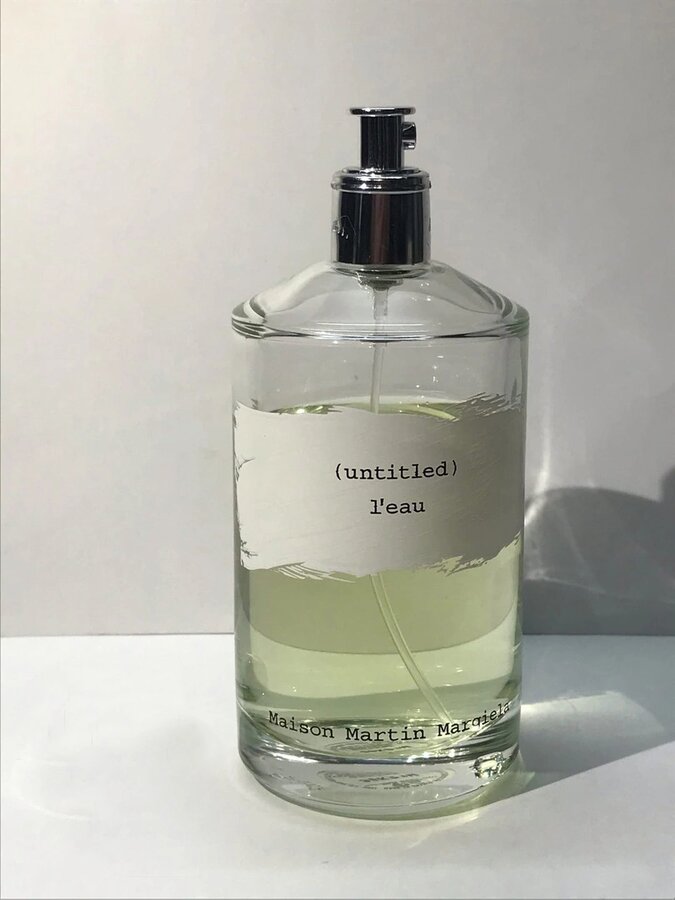 (untitled)
l'eau
Maison Martin Margiela